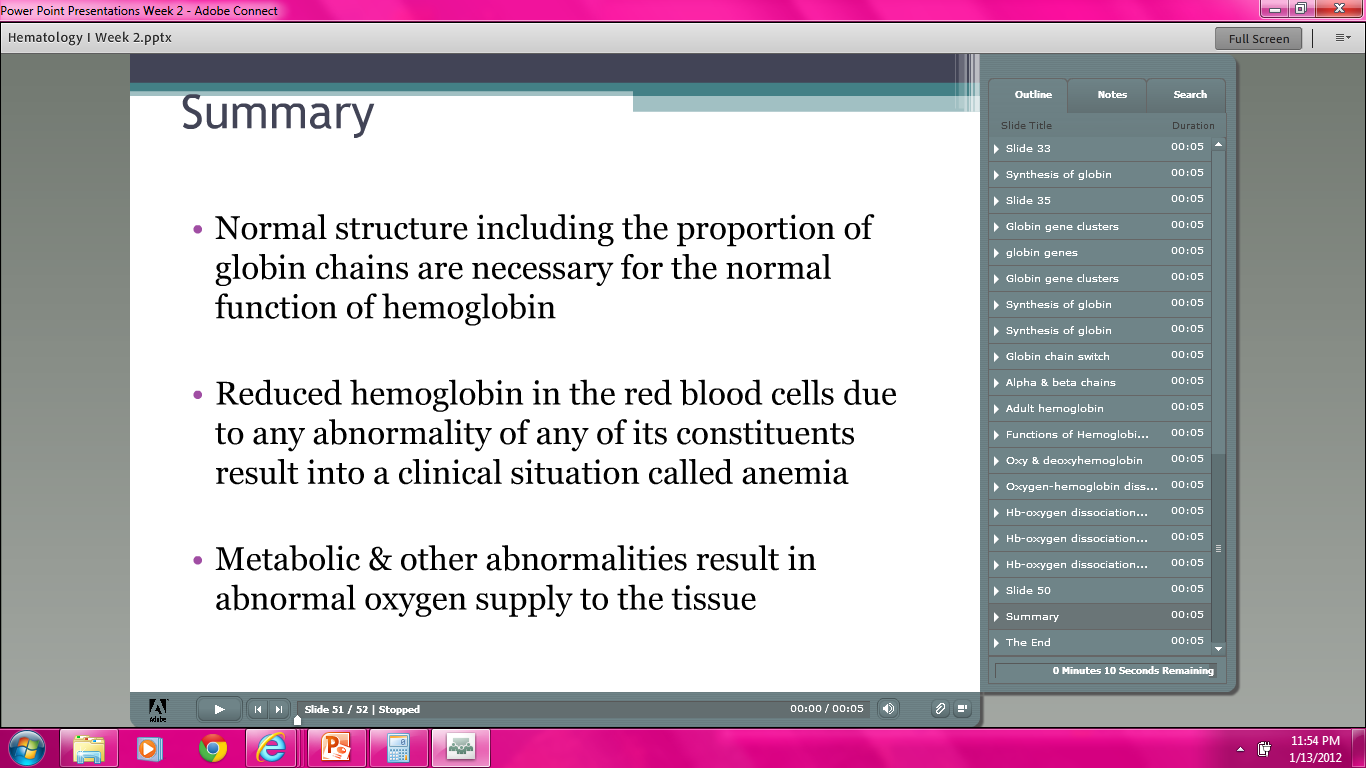 Power Point Presentations Week 2 - Adobe Connect
Hematology I Week 2.pptx
Full Screen
Summary
• Normal structure including the proportion of
globin chains are necessary for the normal
function of hemoglobin
• Reduced hemoglobin in the red blood cells due
to any abnormality of any of its constituents
result into a clinical situation called anemia
• Metabolic & other abnormalities result in
abnormal oxygen supply to the tissue
Outline Notes Search
Slide Title Duration
Slide 33 00:05
Synthesis of globin 00:05
Slide 35 00:05
Globin gene clusters 00:05
globin genes 00:05
Globin gene clusters 00:05
Synthesis of globin 00:05
Synthesis of globin 00:05
Globin chain switch 00:05
Alpha & beta chains 00:05
Adult hemoglobin 00:05
Functions of Hemoglobi... 00:05
Oxy & deoxyhemoglobin 00:05
Oxygen-hemoglobin diss... 00:05
Hb-oxygen dissociation... 00:05
Hb-oxygen dissociation... 00:05
Hb-oxygen dissociation... 00:05
Slide 50 00:05
Summary 00:05
The End 00:05
0 Minutes 10 Seconds Remaining
Adobe
Slide 51 / 52 | Stopped 00:00 / 00:05
11:54 PM
1/13/2012